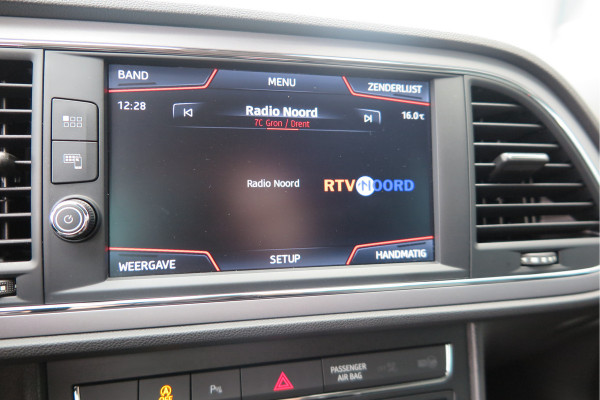 BAND
MENU
ZENDERLIJST
12:28
Radio Noord
16.0°C
7C Gron / Drent
Radio Noord
RTV NOORD
WEERGAVE
SETUP
HANDMATIG
OFF
P
PASSENGER
AIR BAG